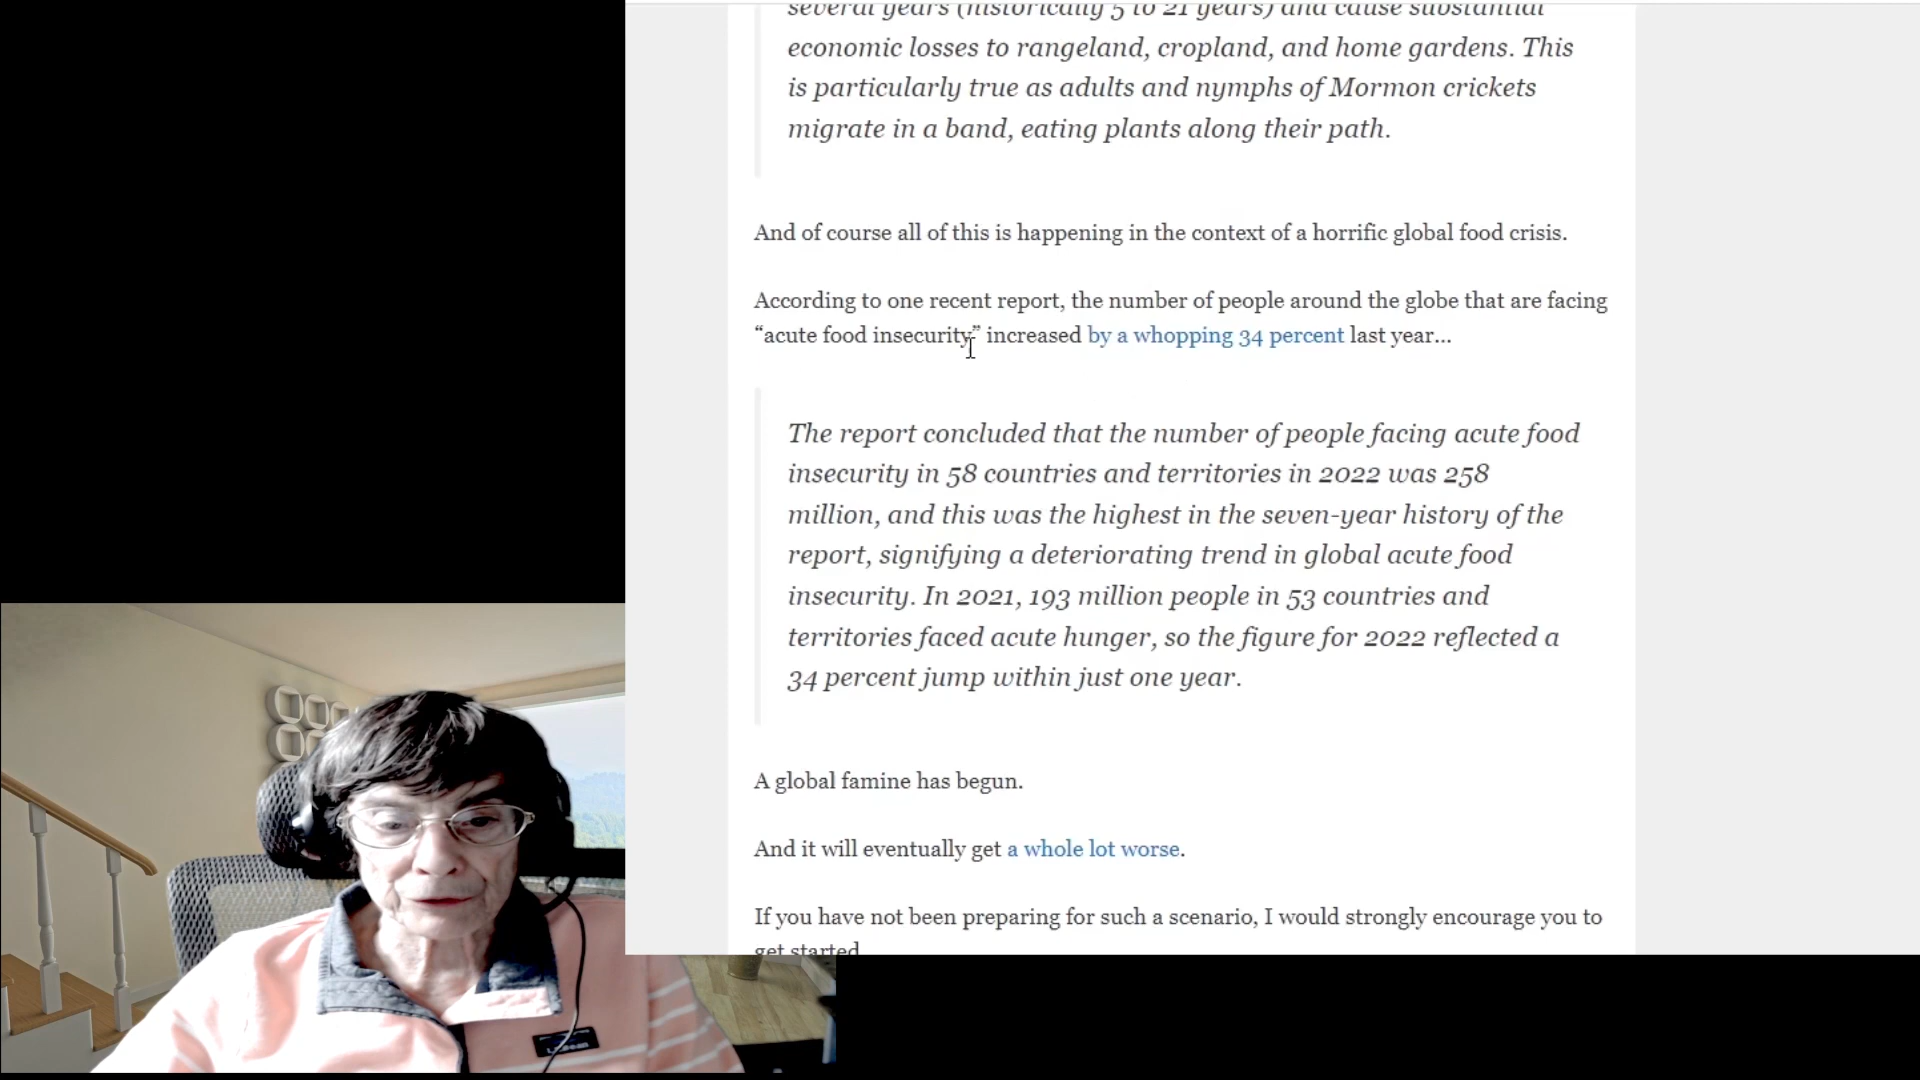 several years (historically 5 to 21 years) and cause substantial
economic losses to rangeland, cropland, and home gardens. This
is particularly true as adults and nymphs of Mormon crickets
migrate in a band, eating plants along their path.
And of course all of this is happening in the context of a horrific global food crisis.
According to one recent report, the number of people around the globe that are facing
“acute food insecurity” increased by a whopping 34 percent last year…
The report concluded that the number of people facing acute food
insecurity in 58 countries and territories in 2022 was 258
million, and this was the highest in the seven-year history of the
report, signifying a deteriorating trend in global acute food
insecurity. In 2021, 193 million people in 53 countries and
territories faced acute hunger, so the figure for 2022 reflected a
34 percent jump within just one year.
A global famine has begun.
And it will eventually get a whole lot worse.
If you have not been preparing for such a scenario, I would strongly encourage you to
get started
L.L.Bean